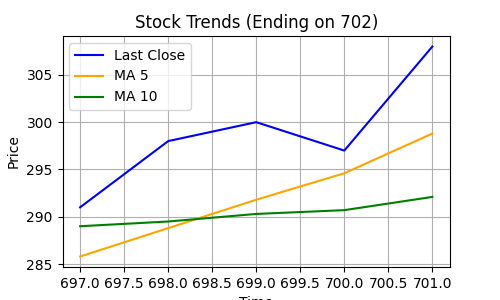 Stock Trends (Ending on 702)
Last Close
MA 5
MA 10
Price
305
300
295
290
285
697.0 697.5 698.0 698.5 699.0 699.5 700.0 700.5 701.0
Time